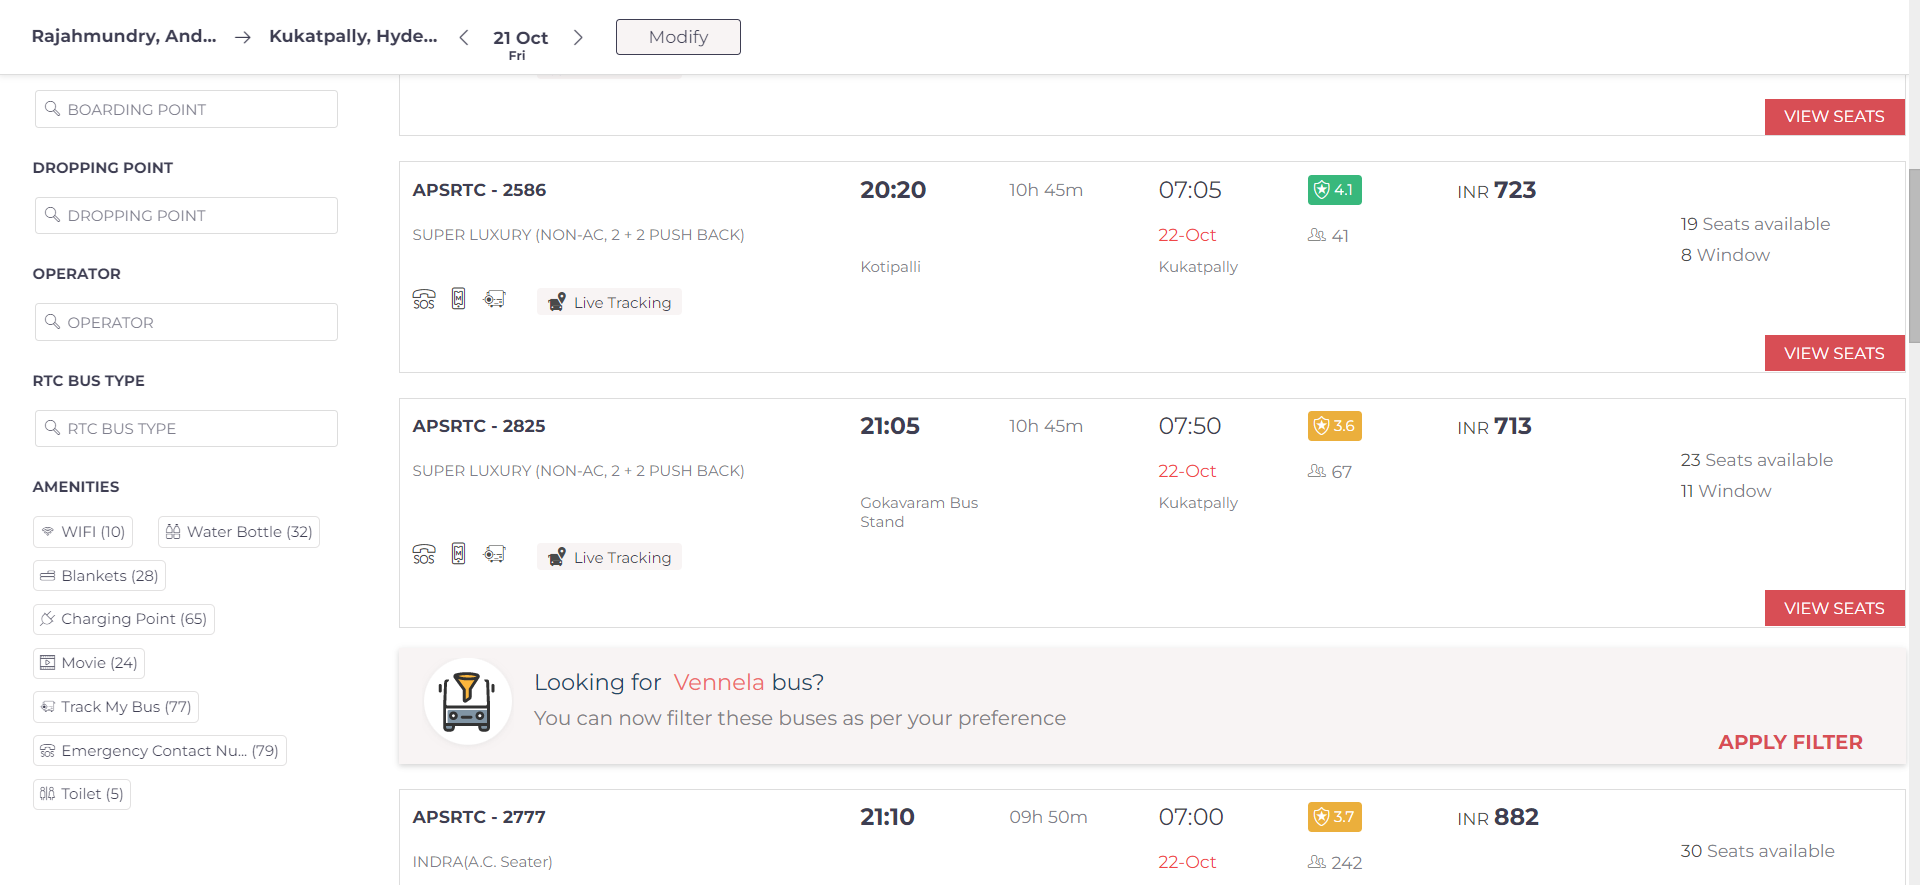 Rajahmundry, And... → Kukatpally, Hyde... < 21 Oct > Modify
Fri
BOARDING POINT
DROPPING POINT
DROPPING POINT
OPERATOR
OPERATOR
RTC BUS TYPE
RTC BUS TYPE
AMENITIES
WIFI (10) Water Bottle (32)
Blankets (28)
Charging Point (65)
Movie (24)
Track My Bus (77)
Emergency Contact Nu... (79)
Toilet (5)
VIEW SEATS
APSRTC - 2586 20:20 10h 45m 07:05 4.1 INR 723
19 Seats available
SUPER LUXURY (NON-AC, 2 + 2 PUSH BACK) 22-Oct 41
8 Window
Kotipalli Kukatpally
SOS M Live Tracking
VIEW SEATS
APSRTC - 2825 21:05 10h 45m 07:50 3.6 INR 713
23 Seats available
SUPER LUXURY (NON-AC, 2 + 2 PUSH BACK) 22-Oct 67
11 Window
Gokavaram Bus Kukatpally
Stand
SOS M Live Tracking
VIEW SEATS
Looking for Vennela bus?
You can now filter these buses as per your preference
APPLY FILTER
APSRTC - 2777 21:10 09h 50m 07:00 3.7 INR 882
30 Seats available
INDRA(A.C. Seater) 22-Oct 242